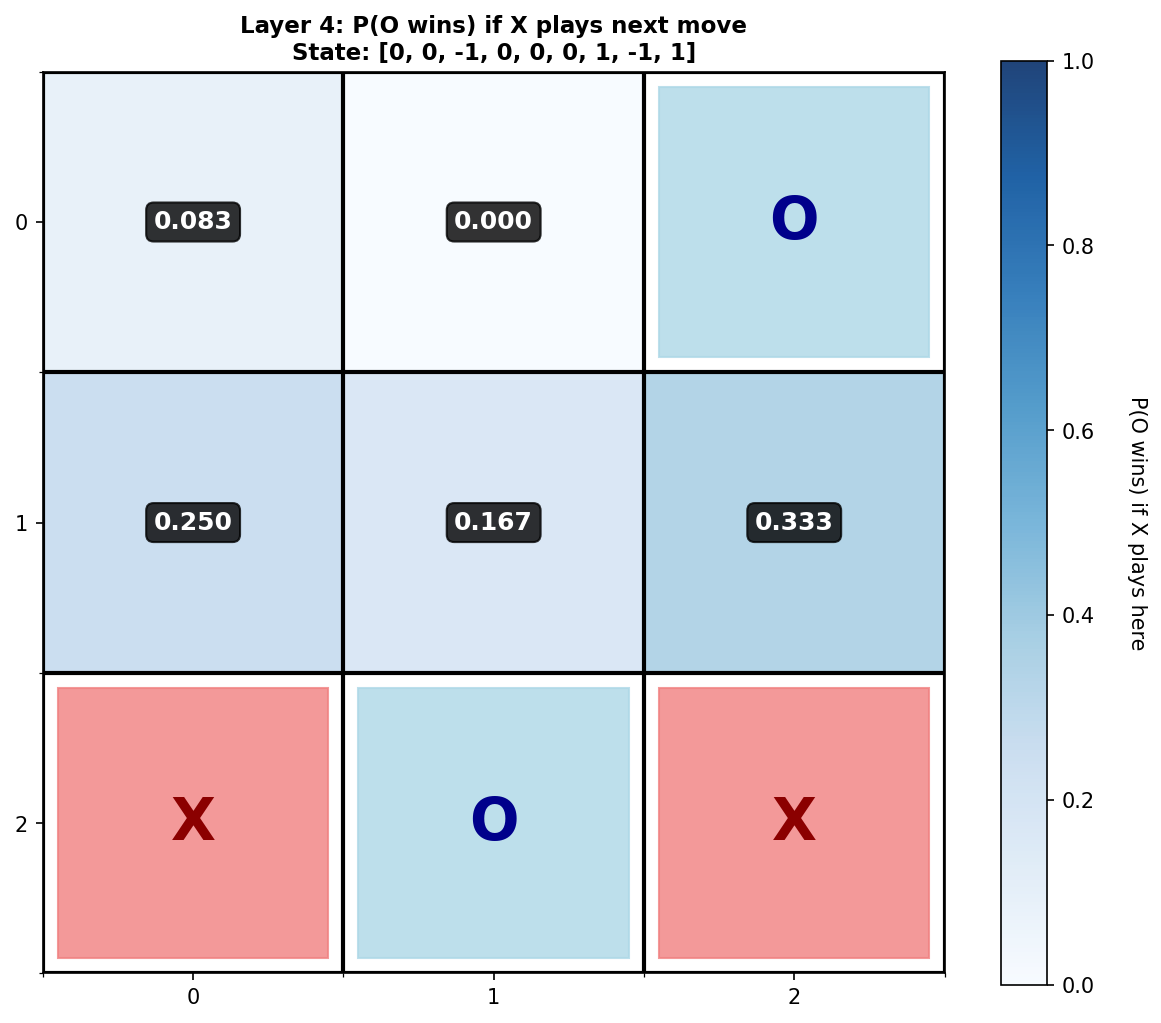 Layer 4: P(O wins) if X plays next move
State: [0, 0, -1, 0, 0, 0, 1, -1, 1]
0
0.083
0.000
O
1
0.250
0.167
0.333
2
X
O
X
0
1
2
1.0
0.8
0.6
0.4
0.2
0.0
P(O wins) if X plays here